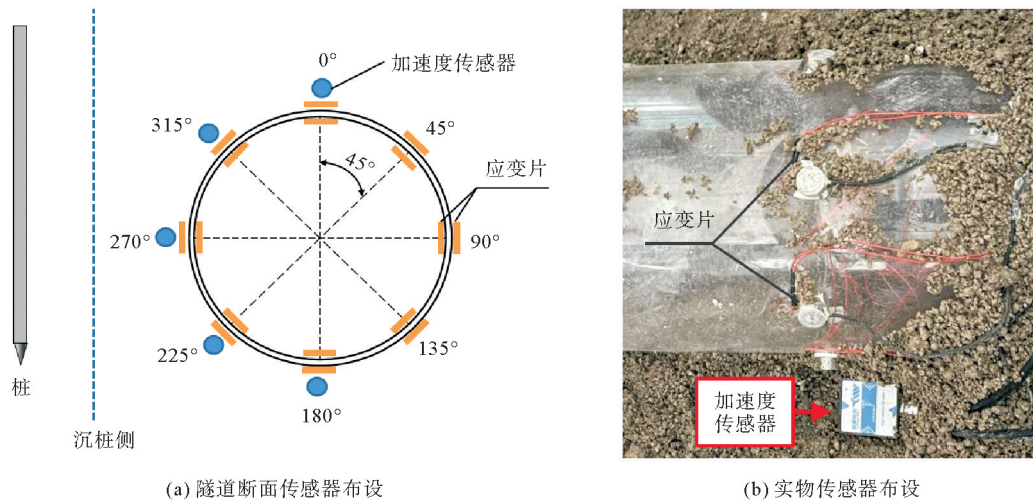 0°
加速度传感器
315°
45°
45°
应变片
270°
90°
225°
135°
180°
桩
沉桩侧
(a) 隧道断面传感器布设
应变片
加速度
传感器
(b) 实物传感器布设